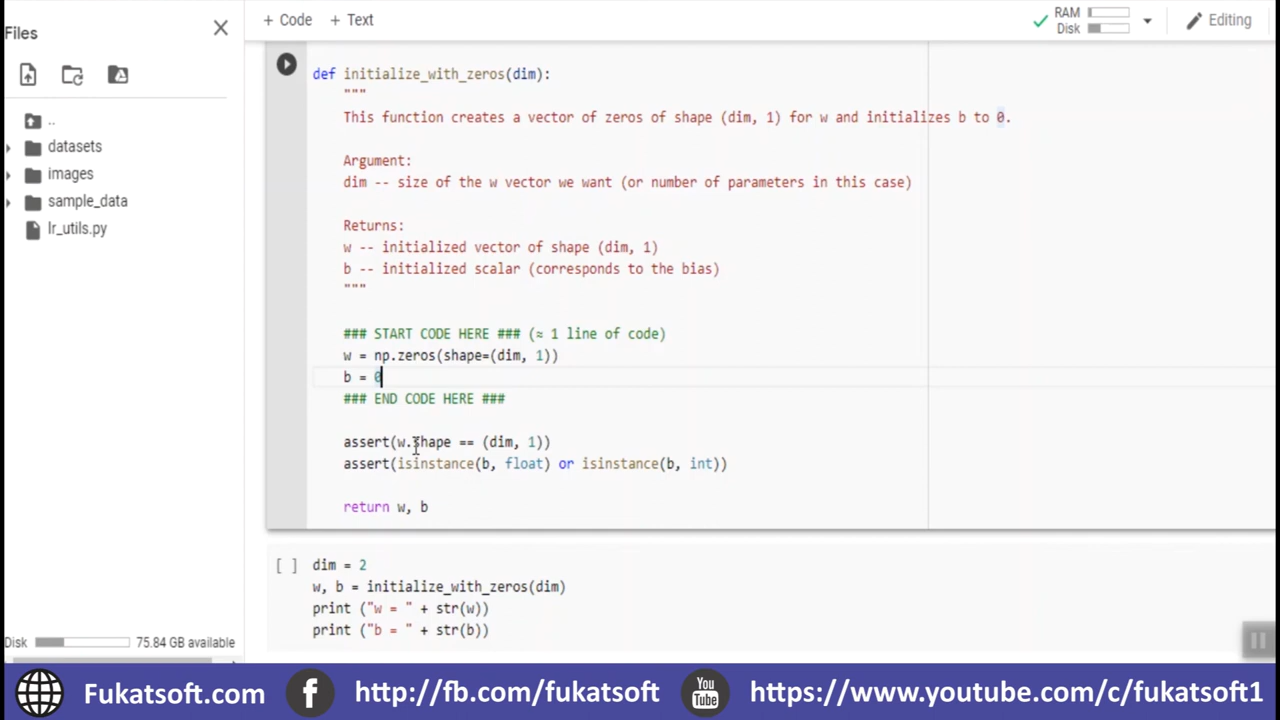 Files
+ Code + Text
RAM
Disk
Editing
..
datasets
images
sample_data
lr_utils.py
def initialize_with_zeros(dim):
"""
This function creates a vector of zeros of shape (dim, 1) for w and initializes b to 0.
Argument:
dim -- size of the w vector we want (or number of parameters in this case)
Returns:
w -- initialized vector of shape (dim, 1)
b -- initialized scalar (corresponds to the bias)
"""
### START CODE HERE ### (≈ 1 line of code)
w = np.zeros(shape=(dim, 1))
b = 0
### END CODE HERE ###
assert(w.shape == (dim, 1))
assert(isinstance(b, float) or isinstance(b, int))
return w, b
[ ] dim = 2
w, b = initialize_with_zeros(dim)
print ("w = " + str(w))
print ("b = " + str(b))
Disk 75.84 GB available
Fukatsoft.com f http://fb.com/fukatsoft You Tube https://www.youtube.com/c/fukatsoft1